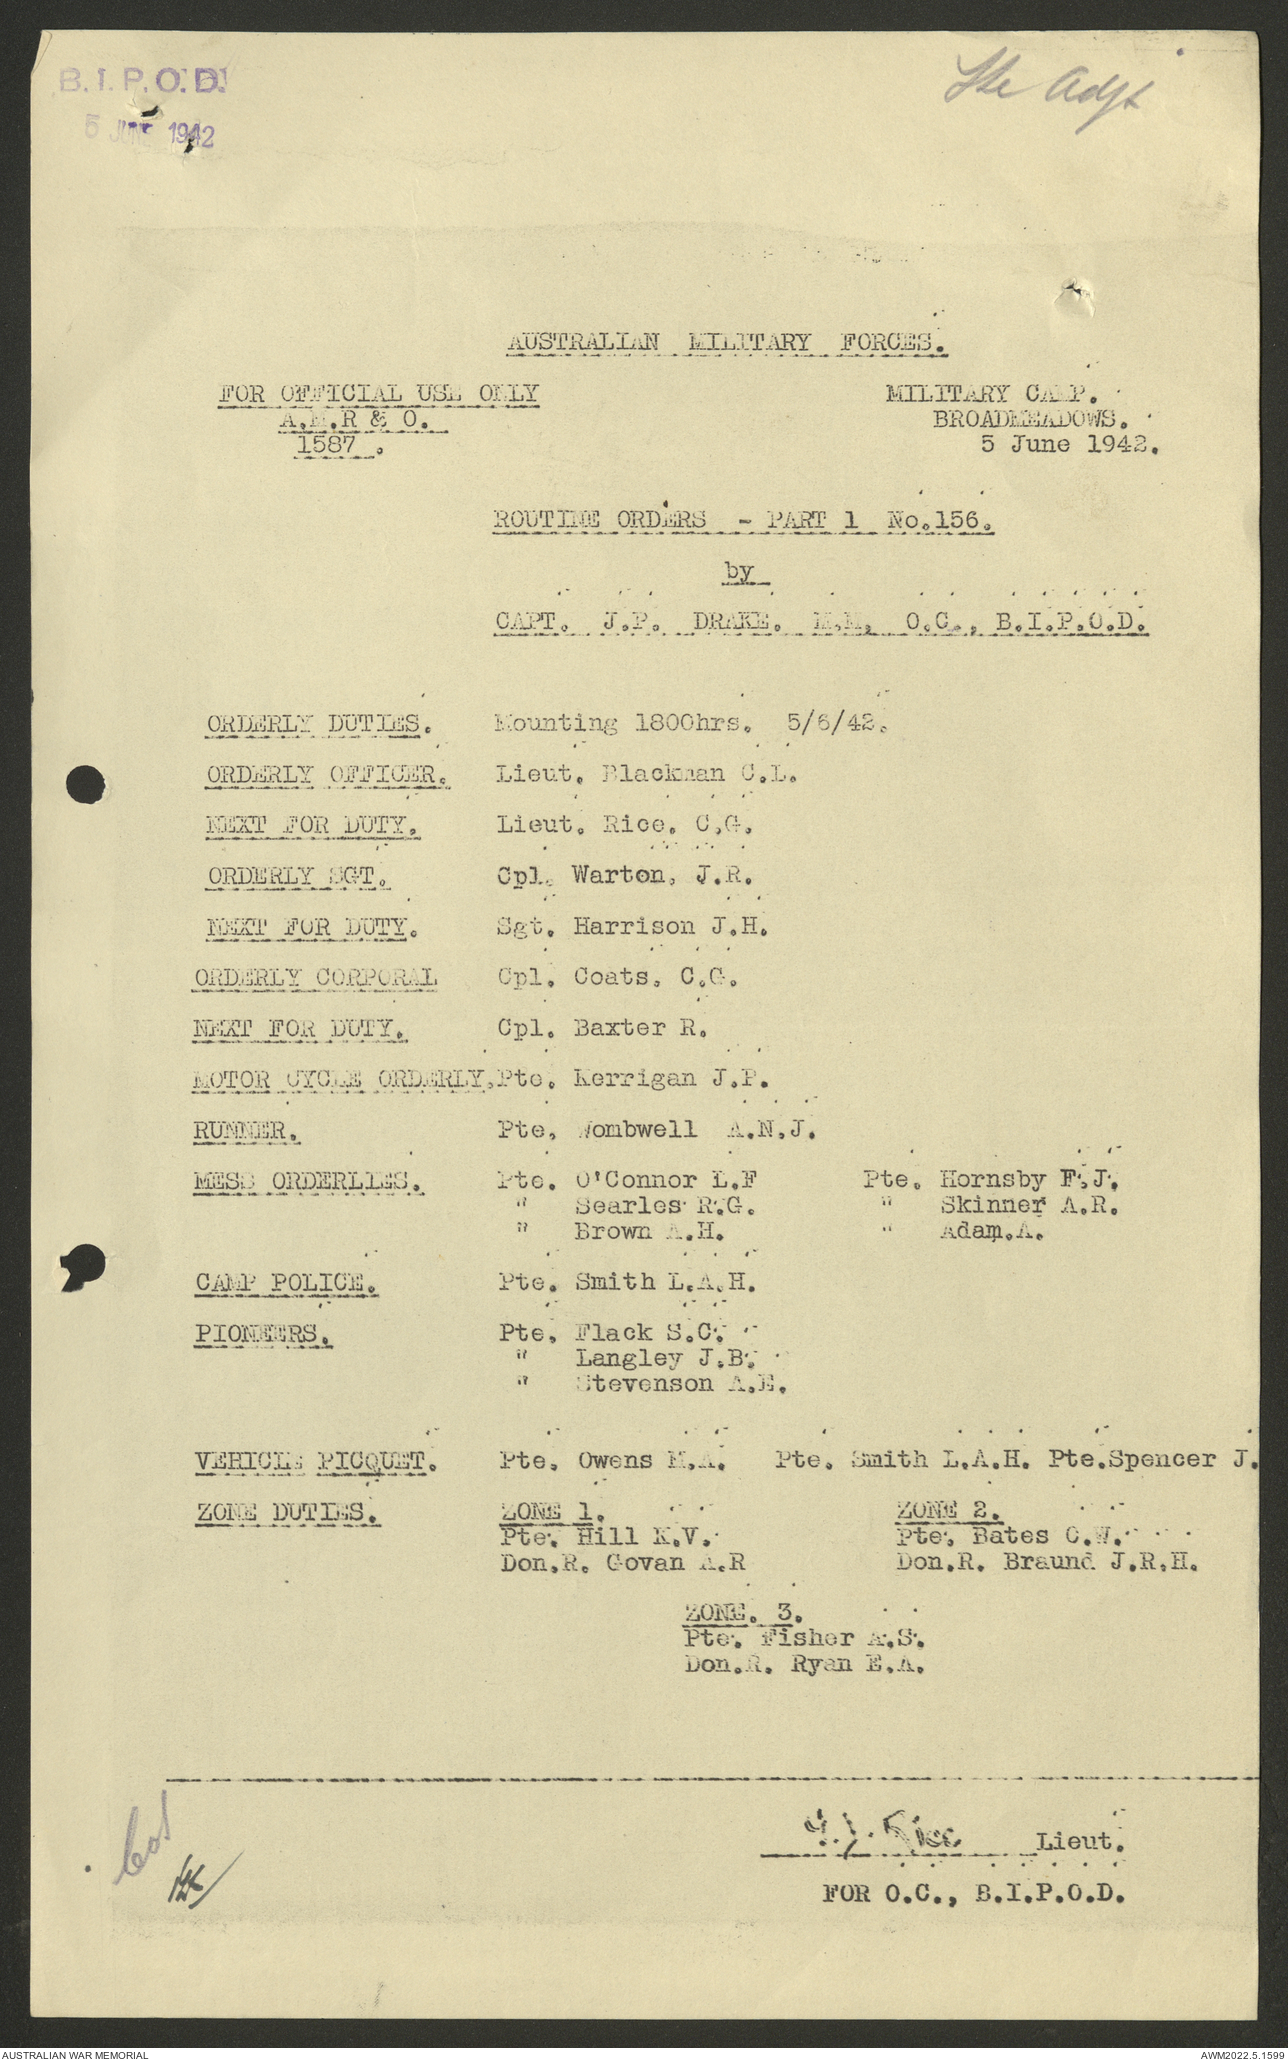 B.I.P.O.D.
5 JUNE 1942
The Adjt
AUSTRALIAN MILITARY FORCES.
FOR OFFICIAL USE ONLY MILITARY CAMP.
A.M.R & O. BROADMEADOWS.
1587 . 5 June 1942.
ROUTINE ORDERS - PART 1 No.156.
by
CAPT. J.P. DRAKE. M.M, O.C., B.I.P.O.D.
ORDERLY DUTIES. Mounting 1800hrs. 5/6/42.
ORDERLY OFFICER. Lieut. Blackman C.L.
NEXT FOR DUTY. Lieut. Rice. C.G.
ORDERLY SGT. Cpl. Warton, J.R.
NEXT FOR DUTY. Sgt. Harrison J.H.
ORDERLY CORPORAL Cpl. Coats. C.G.
NEXT FOR DUTY. Cpl. Baxter R.
MOTOR CYCLE ORDERLY. Pte. Kerrigan J.P.
RUNNER. Pte. Wombwell A.N.J.
MESS ORDERLIES. Pte. O'Connor L.F Pte. Hornsby F.J.
" Searles R.G. " Skinner A.R.
" Brown A.H. " Adam.A.
CAMP POLICE. Pte. Smith L.A.H.
PIONEERS. Pte. Flack S.C.
" Langley J.B.
" Stevenson A.E.
VEHICLE PICQUET. Pte. Owens M.A. Pte. Smith L.A.H. Pte.Spencer J.
ZONE DUTIES. ZONE 1. ZONE 2.
Pte. Hill K.V. Pte. Bates C.W.
Don.R. Govan A.R Don.R. Braund J.R.H.
ZONE. 3.
Pte. Fisher A.S.
Don.R. Ryan E.A.
Rice Lieut.
FOR O.C., B.I.P.O.D.
AUSTRALIAN WAR MEMORIAL AWM2022.5.1599